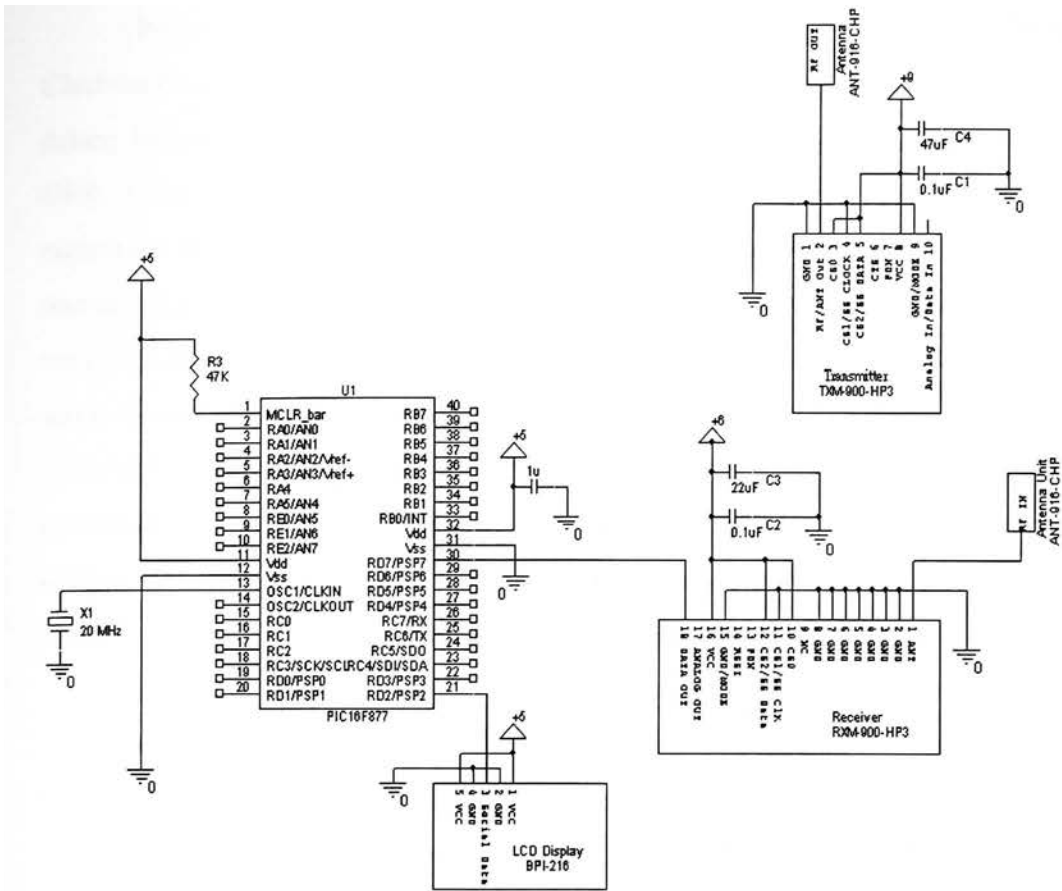 RF OUT
Antenna
ANT-916-CHP
+9
47uF C4
0.1uF C1
0
0
1 GND
2 RF/ANT Out
3 CS0
4 CS1/SS CLOCK
5 CS2/SS DATA
6 CTS
7 PDN
8 VCC
9 GND/MODE
10 Analog In/Data In
Transmitter
TXM-900-HP3
+5
R3
47K
U1
1 MCLR_bar
2 RA0/AN0
3 RA1/AN1
4 RA2/AN2/Vref-
5 RA3/AN3/Vref+
6 RA4
7 RA5/AN4
8 RE0/AN5
9 RE1/AN6
10 RE2/AN7
11 Vdd
12 Vss
13 OSC1/CLKIN
14 OSC2/CLKOUT
15 RC0
16 RC1
17 RC2
18 RC3/SCK/SCL
19 RD0/PSP0
20 RD1/PSP1
RB7 40
RB6 39
RB5 38
RB4 37
RB3 36
RB2 35
RB1 34
RB0/INT 33
Vdd 32
Vss 31
RD7/PSP7 30
RD6/PSP6 29
RD5/PSP5 28
RD4/PSP4 27
RC7/RX 26
RC6/TX 25
RC5/SDO 24
RC4/SDI/SDA 23
RD3/PSP3 22
RD2/PSP2 21
PIC16F877
X1
20 MHz
0
0
+5
1u
0
0
22uF C3
0.1uF C2
0
RF IN
Antenna Unit
ANT-916-CHP
18 DATA OUT
17 ANALOG OUT
16 VCC
15 GND/MODE
14 RSSI
13 PDN
12 CS2/SS Data
11 CS1/SS Clk
10 CS0
9 NC
8 GND
7 GND
6 GND
5 GND
4 GND
3 GND
2 GND
1 ANT
0
Receiver
RXM-900-HP3
+5
0
5 VCC
4 GND
3 Serial Data
2 GND
1 VCC
LCD Display
BPI-216